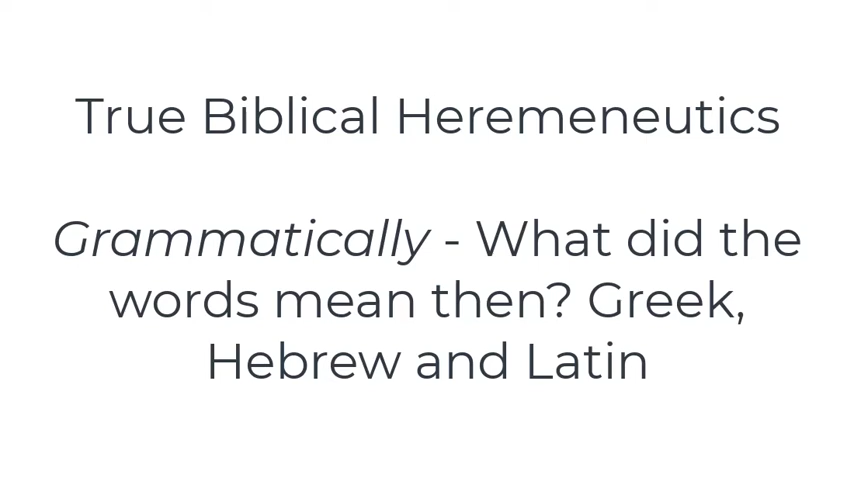 True Biblical Heremeneutics
Grammatically - What did the
words mean then? Greek,
Hebrew and Latin